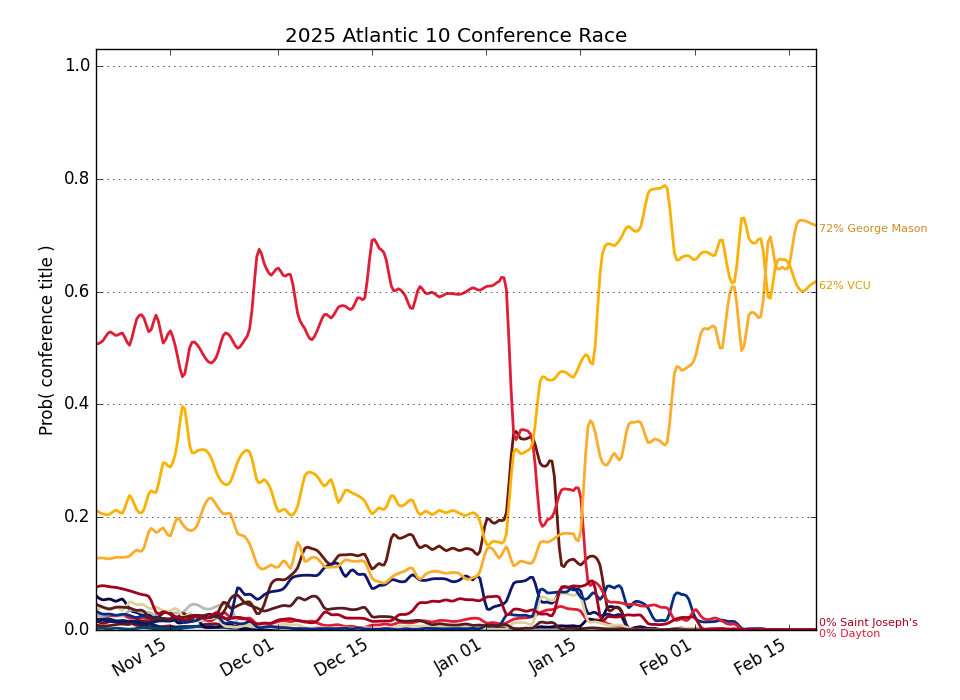 2025 Atlantic 10 Conference Race
Prob( conference title )
1.0
0.8
0.6
0.4
0.2
0.0
72% George Mason
62% VCU
0% Saint Joseph's
0% Dayton
Nov 15
Dec 01
Dec 15
Jan 01
Jan 15
Feb 01
Feb 15